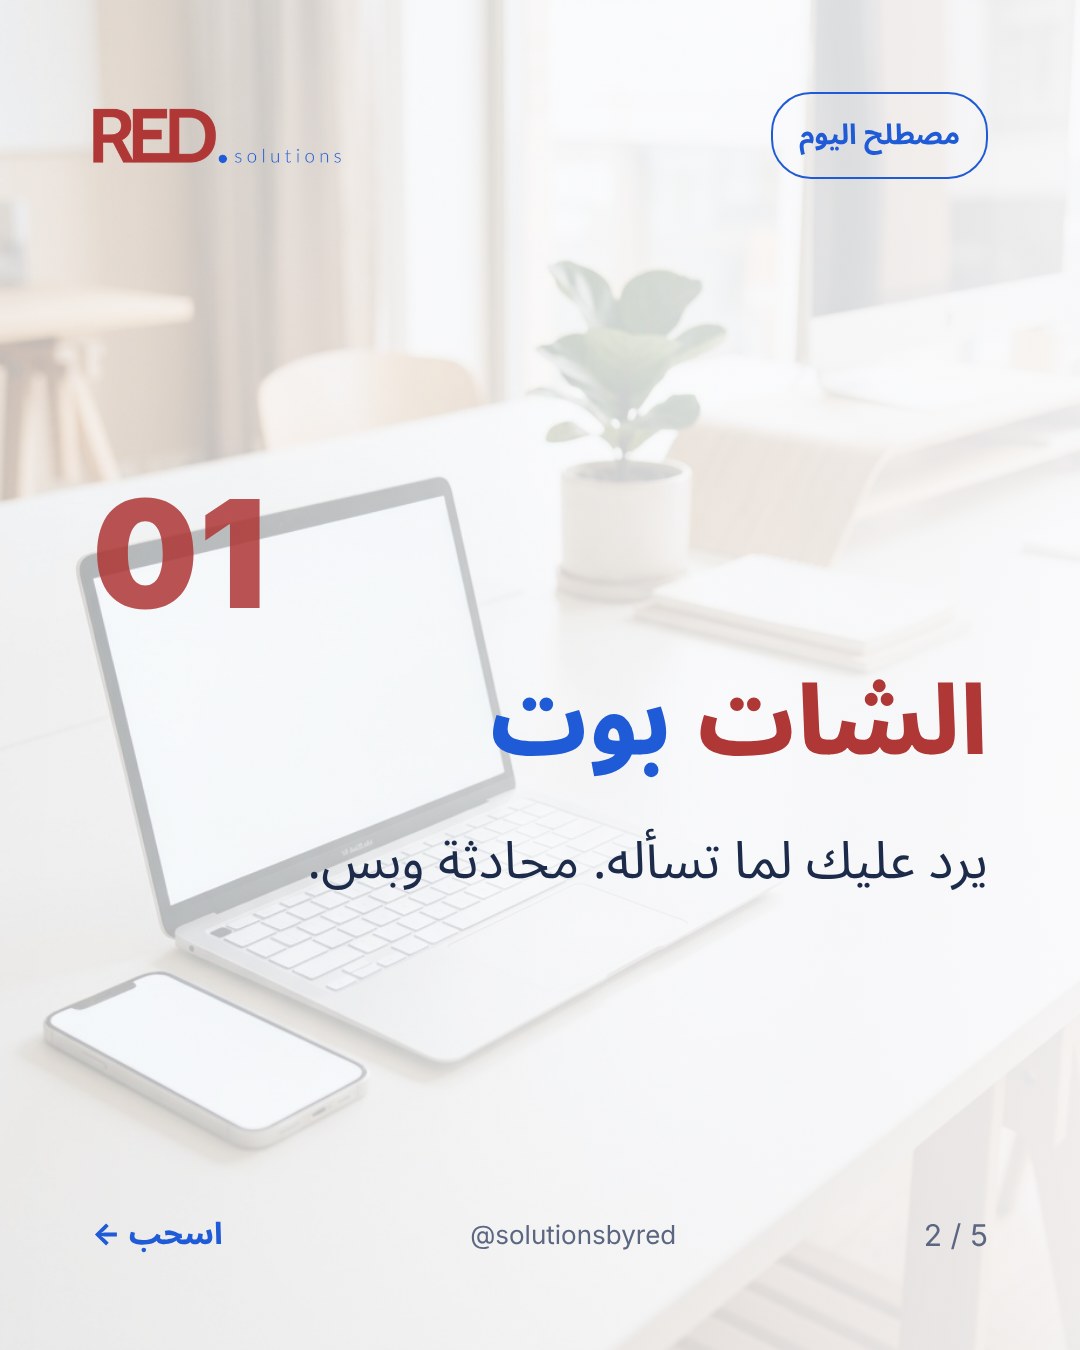 RED.solutions
مصطلح اليوم
01
الشات بوت
يرد عليك لما تسأله. محادثة وبس.
اسحب ←
@solutionsbyred
2 / 5